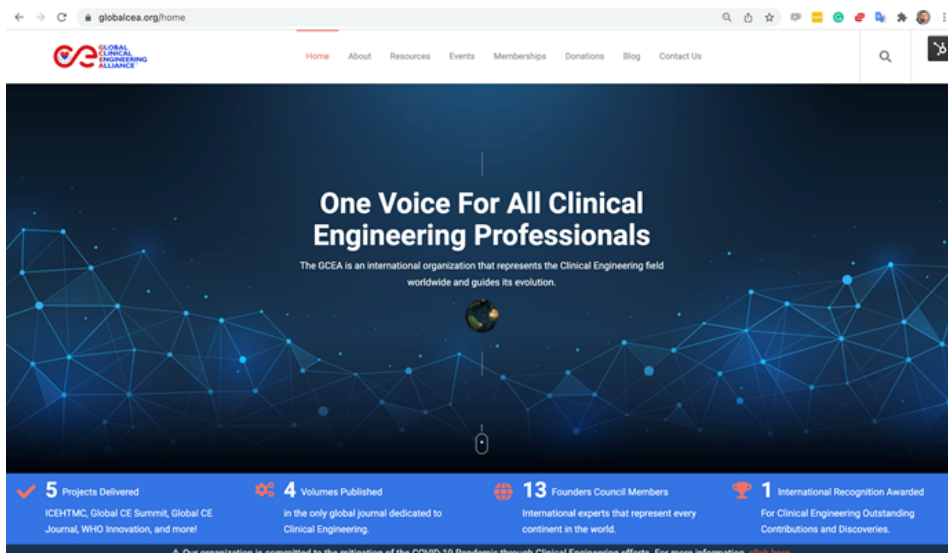 globalcea.org/home
GLOBAL
CLINICAL
ENGINEERING
ALLIANCE
Home About Resources Events Memberships Donations Blog Contact Us
One Voice For All Clinical
Engineering Professionals
The GCEA is an international organization that represents the Clinical Engineering field
worldwide and guides its evolution.
5 Projects Delivered
ICEHTMC, Global CE Summit, Global CE
Journal, WHO Innovation, and more!
4 Volumes Published
in the only global journal dedicated to
Clinical Engineering.
13 Founders Council Members
International experts that represent every
continent in the world.
1 International Recognition Awarded
For Clinical Engineering Outstanding
Contributions and Discoveries.
Our organization is committed to the mitigation of the COVID-19 Pandemic through Clinical Engineering efforts. For more information, click here